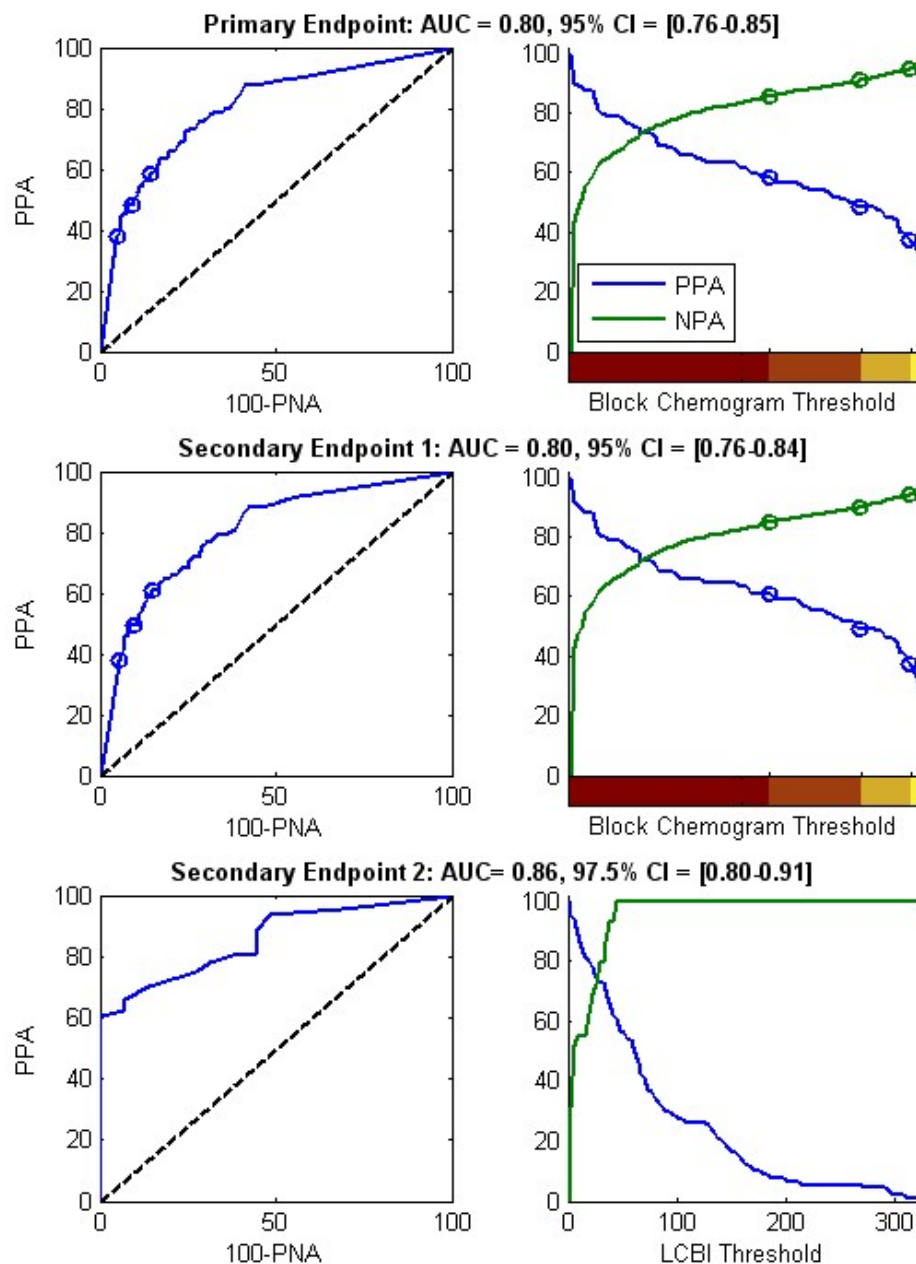 Primary Endpoint: AUC = 0.80, 95% CI = [0.76-0.85]
100
80
60
40
20
0
PPA
0 50 100
100-PNA
100
80
60
40
20
0
PPA
NPA
Block Chemogram Threshold
Secondary Endpoint 1: AUC = 0.80, 95% CI = [0.76-0.84]
100
80
60
40
20
0
PPA
0 50 100
100-PNA
100
80
60
40
20
0
Block Chemogram Threshold
Secondary Endpoint 2: AUC= 0.86, 97.5% CI = [0.80-0.91]
100
80
60
40
20
0
PPA
0 50 100
100-PNA
100
80
60
40
20
0
0 100 200 300
LCBI Threshold